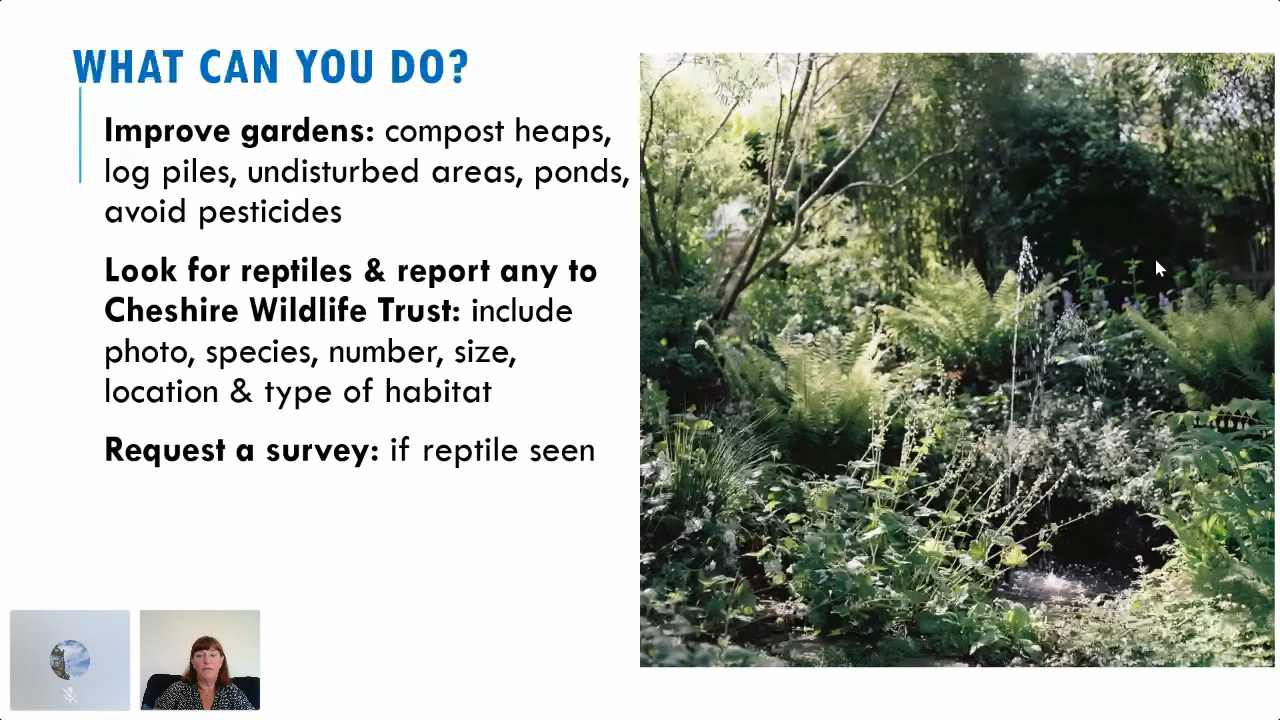 WHAT CAN YOU DO?
Improve gardens: compost heaps,
log piles, undisturbed areas, ponds,
avoid pesticides
Look for reptiles & report any to
Cheshire Wildlife Trust: include
photo, species, number, size,
location & type of habitat
Request a survey: if reptile seen